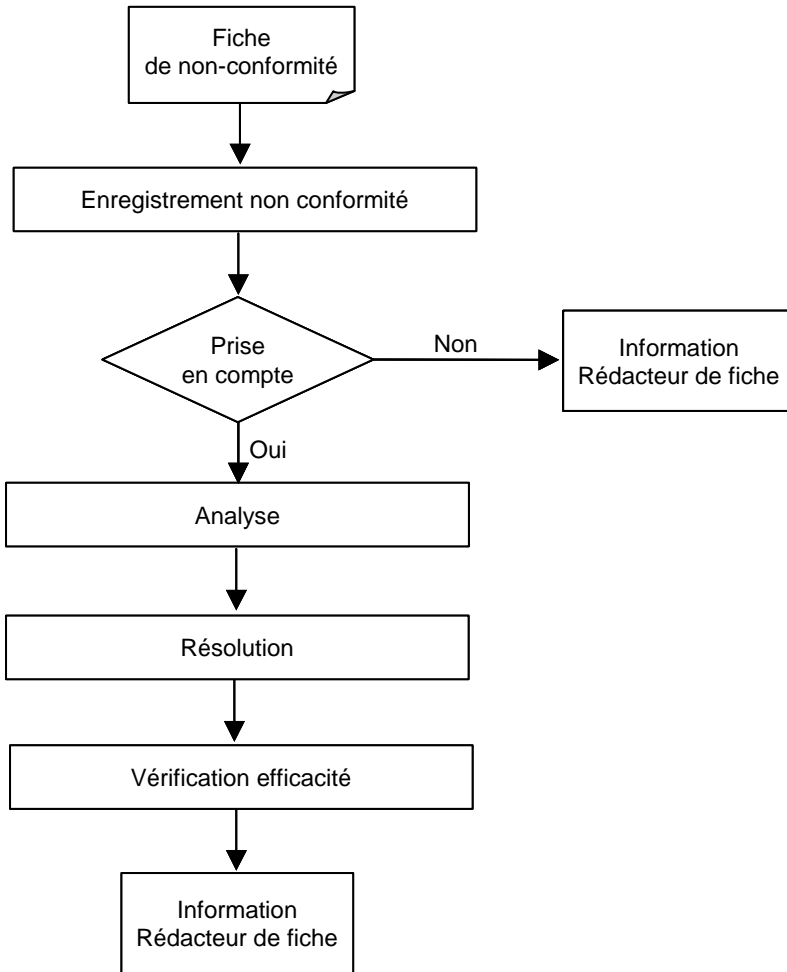 Fiche
de non-conformité
Enregistrement non conformité
Prise
en compte
Non
Information
Rédacteur de fiche
Oui
Analyse
Résolution
Vérification efficacité
Information
Rédacteur de fiche